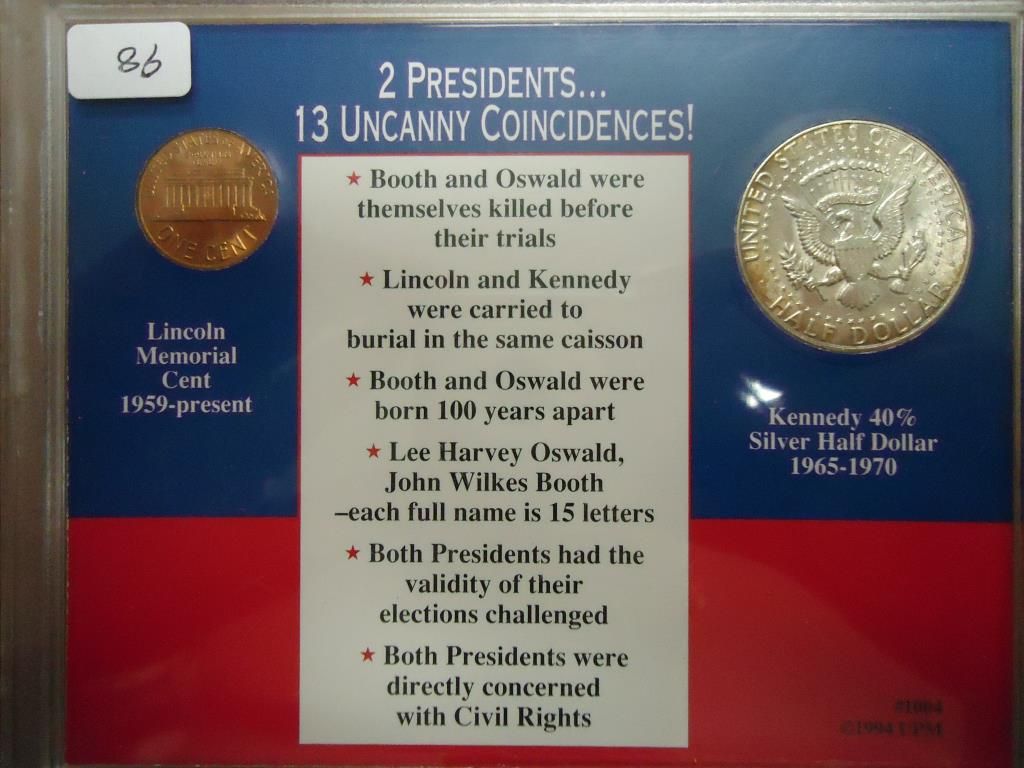 86
2 PRESIDENTS...
13 UNCANNY COINCIDENCES!
★ Booth and Oswald were
themselves killed before
their trials
★ Lincoln and Kennedy
were carried to
burial in the same caisson
★ Booth and Oswald were
born 100 years apart
★ Lee Harvey Oswald,
John Wilkes Booth
–each full name is 15 letters
★ Both Presidents had the
validity of their
elections challenged
★ Both Presidents were
directly concerned
with Civil Rights
ONE CENT
Lincoln
Memorial
Cent
1959-present
UNITED STATES OF AMERICA
HALF DOLLAR
Kennedy 40%
Silver Half Dollar
1965-1970
#1004
©1994 UPM